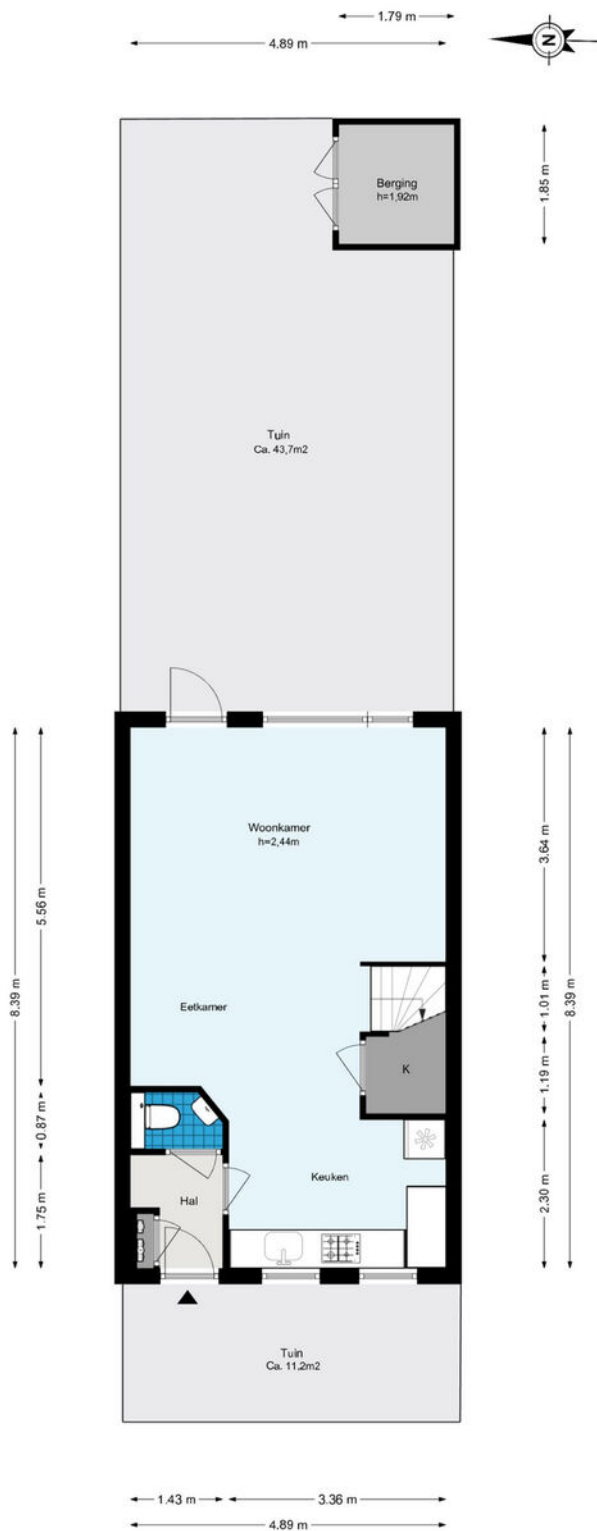 1.79 m
4.89 m
N
Berging
h=1,92m
1.85 m
Tuin
Ca. 43,7m2
Woonkamer
h=2,44m
3.64 m
5.56 m
8.39 m
8.39 m
1.01 m
Eetkamer
K
1.19 m
0.87 m
Keuken
2.30 m
Hal
1.75 m
Tuin
Ca. 11,2m2
1.43 m
3.36 m
4.89 m